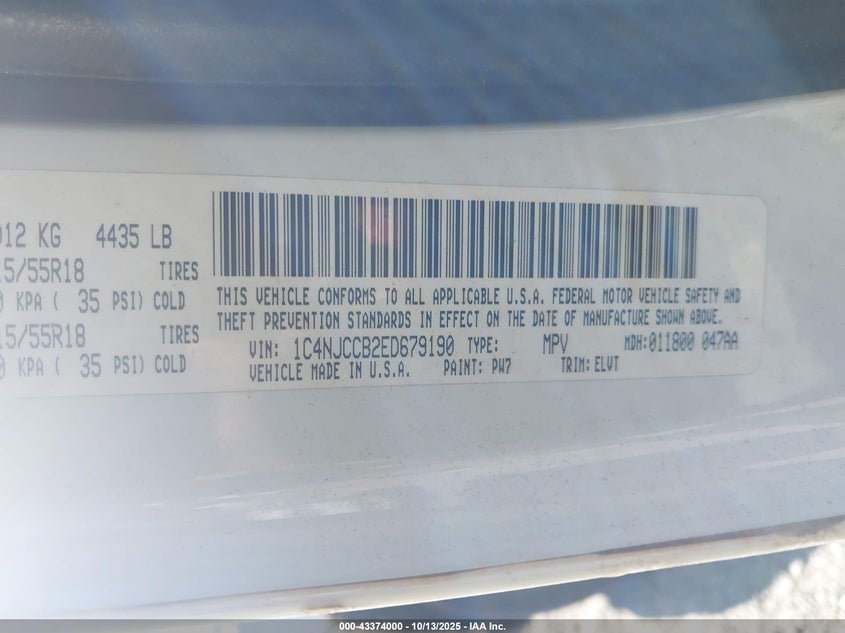 012 KG 4435 LB
15/55R18 TIRES
0 KPA ( 35 PSI) COLD
15/55R18 TIRES
0 KPA ( 35 PSI) COLD
THIS VEHICLE CONFORMS TO ALL APPLICABLE U.S.A. FEDERAL MOTOR VEHICLE SAFETY AND
THEFT PREVENTION STANDARDS IN EFFECT ON THE DATE OF MANUFACTURE SHOWN ABOVE.
VIN: 1C4NJCCB2ED679190 TYPE: MPV MDH:011800 047AA
VEHICLE MADE IN U.S.A. PAINT: PW7 TRIM: ELVT
000-43374000 - 10/13/2025 - IAA Inc.